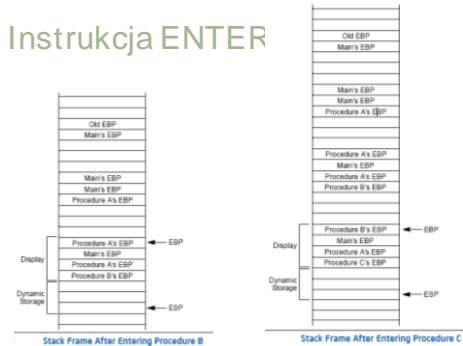 Instrukcja ENTER
Old EBP
Main's EBP
Main's EBP
Main's EBP
Procedure A's EBP
Procedure A's EBP
EBP
Main's EBP
Display
Procedure A's EBP
Procedure B's EBP
Dynamic
Storage
ESP
Stack Frame After Entering Procedure B
Old EBP
Main's EBP
Main's EBP
Main's EBP
Procedure A's EBP
Procedure A's EBP
Main's EBP
Procedure A's EBP
Procedure B's EBP
Procedure B's EBP
EBP
Main's EBP
Display
Procedure A's EBP
Procedure C's EBP
Dynamic
Storage
ESP
Stack Frame After Entering Procedure C